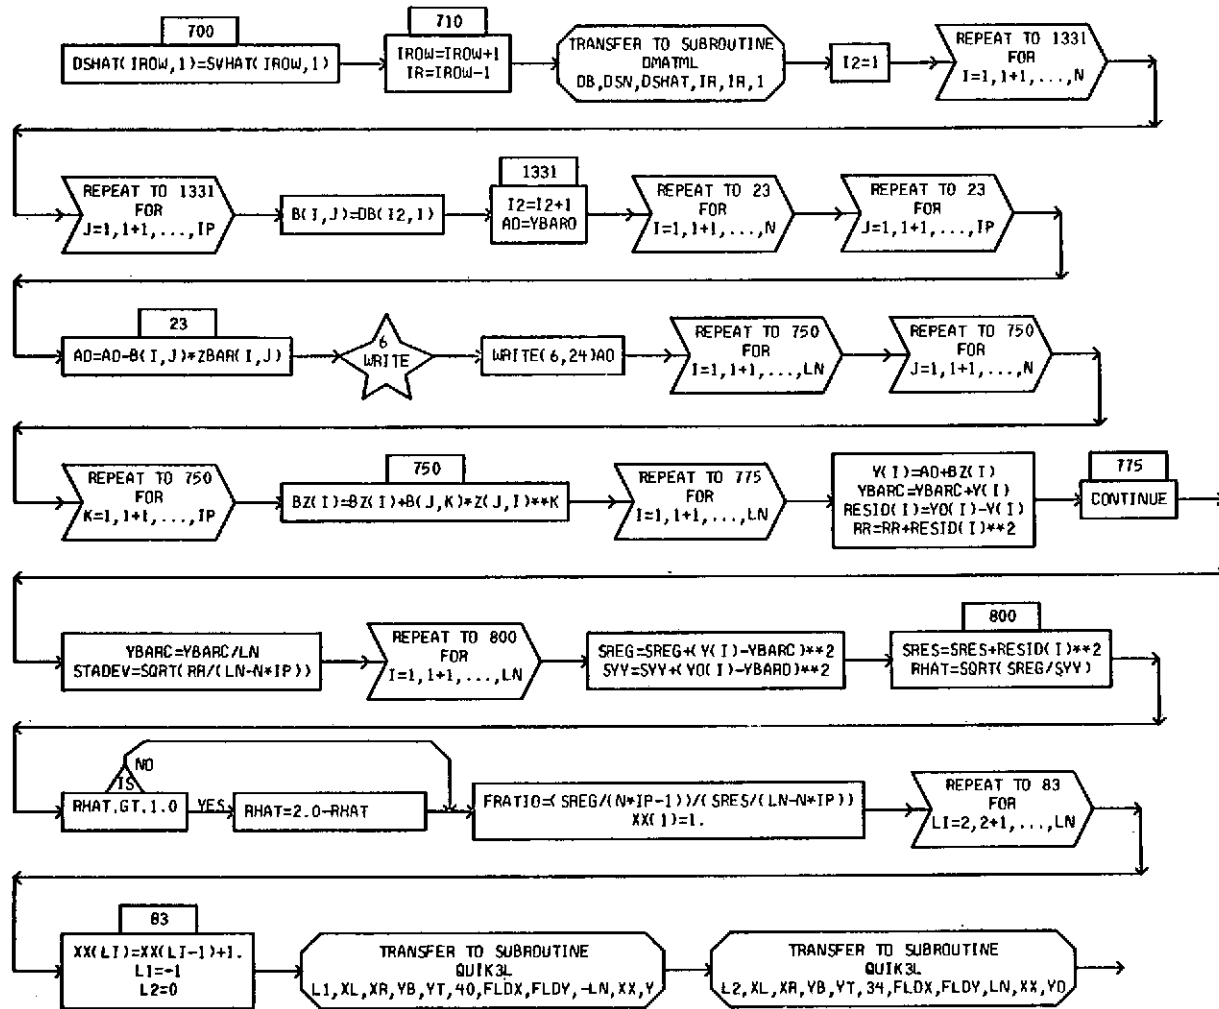 700
DSHAT(IROW,1)=SVHAT(IROW,1)
710
IROW=IROW+1
IR=IROW-1
TRANSFER TO SUBROUTINE
DMATML
DB,DSN,DSHAT,IR,IR,1
I2=1
REPEAT TO 1331
FOR
I=1,1+1,...,N
REPEAT TO 1331
FOR
J=1,1+1,...,IP
B(I,J)=DB(I2,1)
1331
I2=I2+1
AO=YBARO
REPEAT TO 23
FOR
I=1,1+1,...,N
REPEAT TO 23
FOR
J=1,1+1,...,IP
23
AO=AO-B(I,J)*ZBAR(I,J)
6
WRITE
WRITE(6,24)AO
REPEAT TO 750
FOR
I=1,1+1,...,LN
REPEAT TO 750
FOR
J=1,1+1,...,N
REPEAT TO 750
FOR
K=1,1+1,...,IP
750
BZ(I)=BZ(I)+B(J,K)*Z(J,I)**K
REPEAT TO 775
FOR
I=1,1+1,...,LN
Y(I)=AO+BZ(I)
YBARC=YBARC+Y(I)
RESID(I)=YO(I)-Y(I)
RR=RR+RESID(I)**2
775
CONTINUE
YBARC=YBARC/LN
STADEV=SQRT(RR/(LN-N*IP))
REPEAT TO 800
FOR
I=1,1+1,...,LN
SREG=SREG+(Y(I)-YBARC)**2
SYY=SYY+(YO(I)-YBARO)**2
800
SRES=SRES+RESID(I)**2
RHAT=SQRT(SREG/SYY)
NO
IS
RHAT.GT.1.0
YES
RHAT=2.0-RHAT
FRATIO=(SREG/(N*IP-1))/(SRES/(LN-N*IP))
XX(1)=1.
REPEAT TO 83
FOR
LI=2,2+1,...,LN
83
XX(LI)=XX(LI-1)+1.
L1=-1
L2=0
TRANSFER TO SUBROUTINE
QUIK3L
L1,XL,XR,YB,YT,40,FLDX,FLDY,-LN,XX,Y
TRANSFER TO SUBROUTINE
QUIK3L
L2,XL,XR,YB,YT,34,FLDX,FLDY,LN,XX,YO